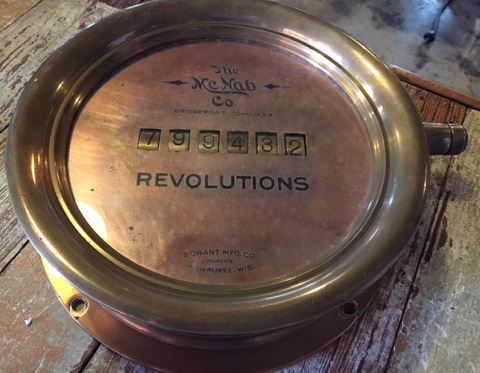 The
McNab
Co.
BRIDGEPORT, CONN., U.S.A.
799432
REVOLUTIONS
DURANT MFG. CO.
MAKERS
MILWAUKEE, WIS.